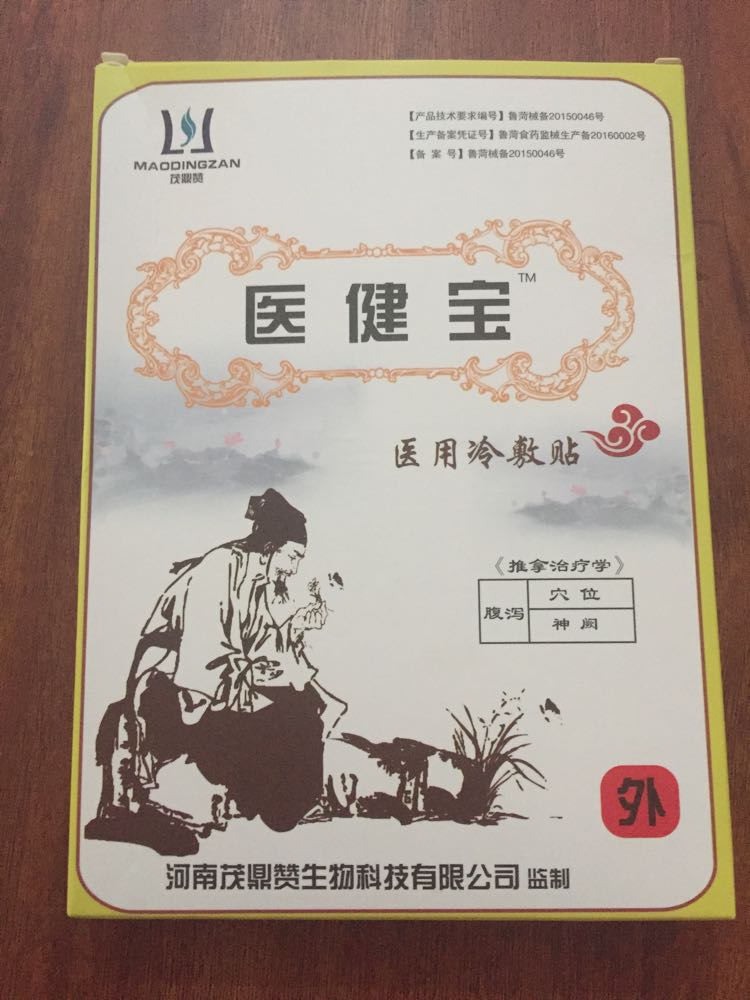 MAODINGZAN
茂鼎赞
【产品技术要求编号】鲁菏械备20150046号
【生产备案凭证号】鲁菏食药监械生产备20160002号
【备 案 号】鲁菏械备20150046号
医健宝™
医用冷敷贴
《推拿治疗学》
腹泻
穴位
神阙
外
河南茂鼎赞生物科技有限公司 监制